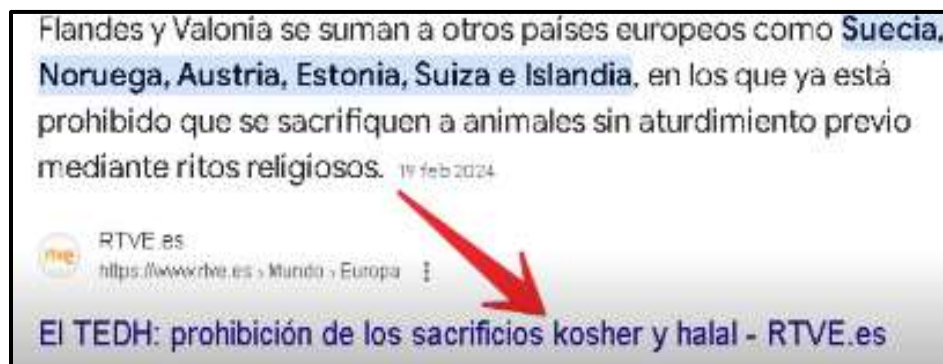 Flandes y Valonia se suman a otros países europeos como Suecia,
Noruega, Austria, Estonia, Suiza e Islandia, en los que ya está
prohibido que se sacrifiquen a animales sin aturdimiento previo
mediante ritos religiosos. 19 feb 2024
rtve
RTVE.es
https://www.rtve.es › Mundo › Europa
El TEDH: prohibición de los sacrificios kosher y halal - RTVE.es